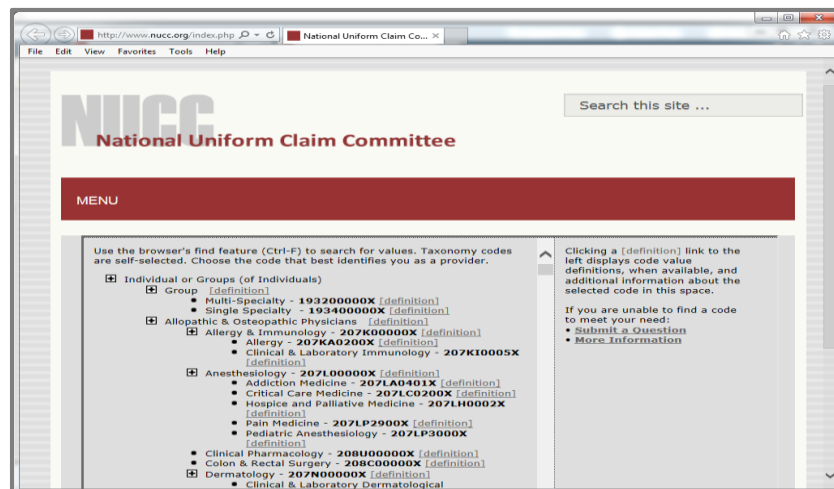 http://www.nucc.org/index.php
National Uniform Claim Co...
File Edit View Favorites Tools Help
NUCC
National Uniform Claim Committee
Search this site ...
MENU
Use the browser's find feature (Ctrl-F) to search for values. Taxonomy codes
are self-selected. Choose the code that best identifies you as a provider.
Individual or Groups (of Individuals)
Group [definition]
Multi-Specialty - 193200000X [definition]
Single Specialty - 193400000X [definition]
Allopathic & Osteopathic Physicians [definition]
Allergy & Immunology - 207K00000X [definition]
Allergy - 207KA0200X [definition]
Clinical & Laboratory Immunology - 207KI0005X
[definition]
Anesthesiology - 207L00000X [definition]
Addiction Medicine - 207LA0401X [definition]
Critical Care Medicine - 207LC0200X [definition]
Hospice and Palliative Medicine - 207LH0002X
[definition]
Pain Medicine - 207LP2900X [definition]
Pediatric Anesthesiology - 207LP3000X
[definition]
Clinical Pharmacology - 208U00000X [definition]
Colon & Rectal Surgery - 208C00000X [definition]
Dermatology - 207N00000X [definition]
Clinical & Laboratory Dermatological
Clicking a [definition] link to the
left displays code value
definitions, when available, and
additional information about the
selected code in this space.
If you are unable to find a code
to meet your need:
• Submit a Question
• More Information